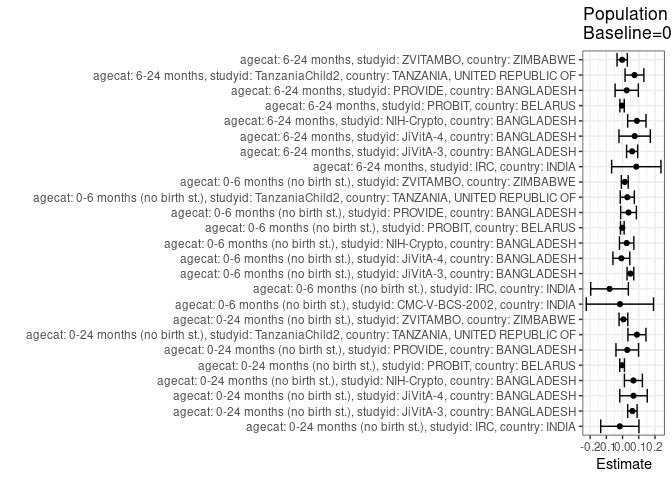 Population
Baseline=0
agecat: 6-24 months, studyid: ZVITAMBO, country: ZIMBABWE
agecat: 6-24 months, studyid: TanzaniaChild2, country: TANZANIA, UNITED REPUBLIC OF
agecat: 6-24 months, studyid: PROVIDE, country: BANGLADESH
agecat: 6-24 months, studyid: PROBIT, country: BELARUS
agecat: 6-24 months, studyid: NIH-Crypto, country: BANGLADESH
agecat: 6-24 months, studyid: JiVitA-4, country: BANGLADESH
agecat: 6-24 months, studyid: JiVitA-3, country: BANGLADESH
agecat: 6-24 months, studyid: IRC, country: INDIA
agecat: 0-6 months (no birth st.), studyid: ZVITAMBO, country: ZIMBABWE
agecat: 0-6 months (no birth st.), studyid: TanzaniaChild2, country: TANZANIA, UNITED REPUBLIC OF
agecat: 0-6 months (no birth st.), studyid: PROVIDE, country: BANGLADESH
agecat: 0-6 months (no birth st.), studyid: PROBIT, country: BELARUS
agecat: 0-6 months (no birth st.), studyid: NIH-Crypto, country: BANGLADESH
agecat: 0-6 months (no birth st.), studyid: JiVitA-4, country: BANGLADESH
agecat: 0-6 months (no birth st.), studyid: JiVitA-3, country: BANGLADESH
agecat: 0-6 months (no birth st.), studyid: IRC, country: INDIA
agecat: 0-6 months (no birth st.), studyid: CMC-V-BCS-2002, country: INDIA
agecat: 0-24 months (no birth st.), studyid: ZVITAMBO, country: ZIMBABWE
agecat: 0-24 months (no birth st.), studyid: TanzaniaChild2, country: TANZANIA, UNITED REPUBLIC OF
agecat: 0-24 months (no birth st.), studyid: PROVIDE, country: BANGLADESH
agecat: 0-24 months (no birth st.), studyid: PROBIT, country: BELARUS
agecat: 0-24 months (no birth st.), studyid: NIH-Crypto, country: BANGLADESH
agecat: 0-24 months (no birth st.), studyid: JiVitA-4, country: BANGLADESH
agecat: 0-24 months (no birth st.), studyid: JiVitA-3, country: BANGLADESH
agecat: 0-24 months (no birth st.), studyid: IRC, country: INDIA
-0.20.10.00.10.2
Estimate